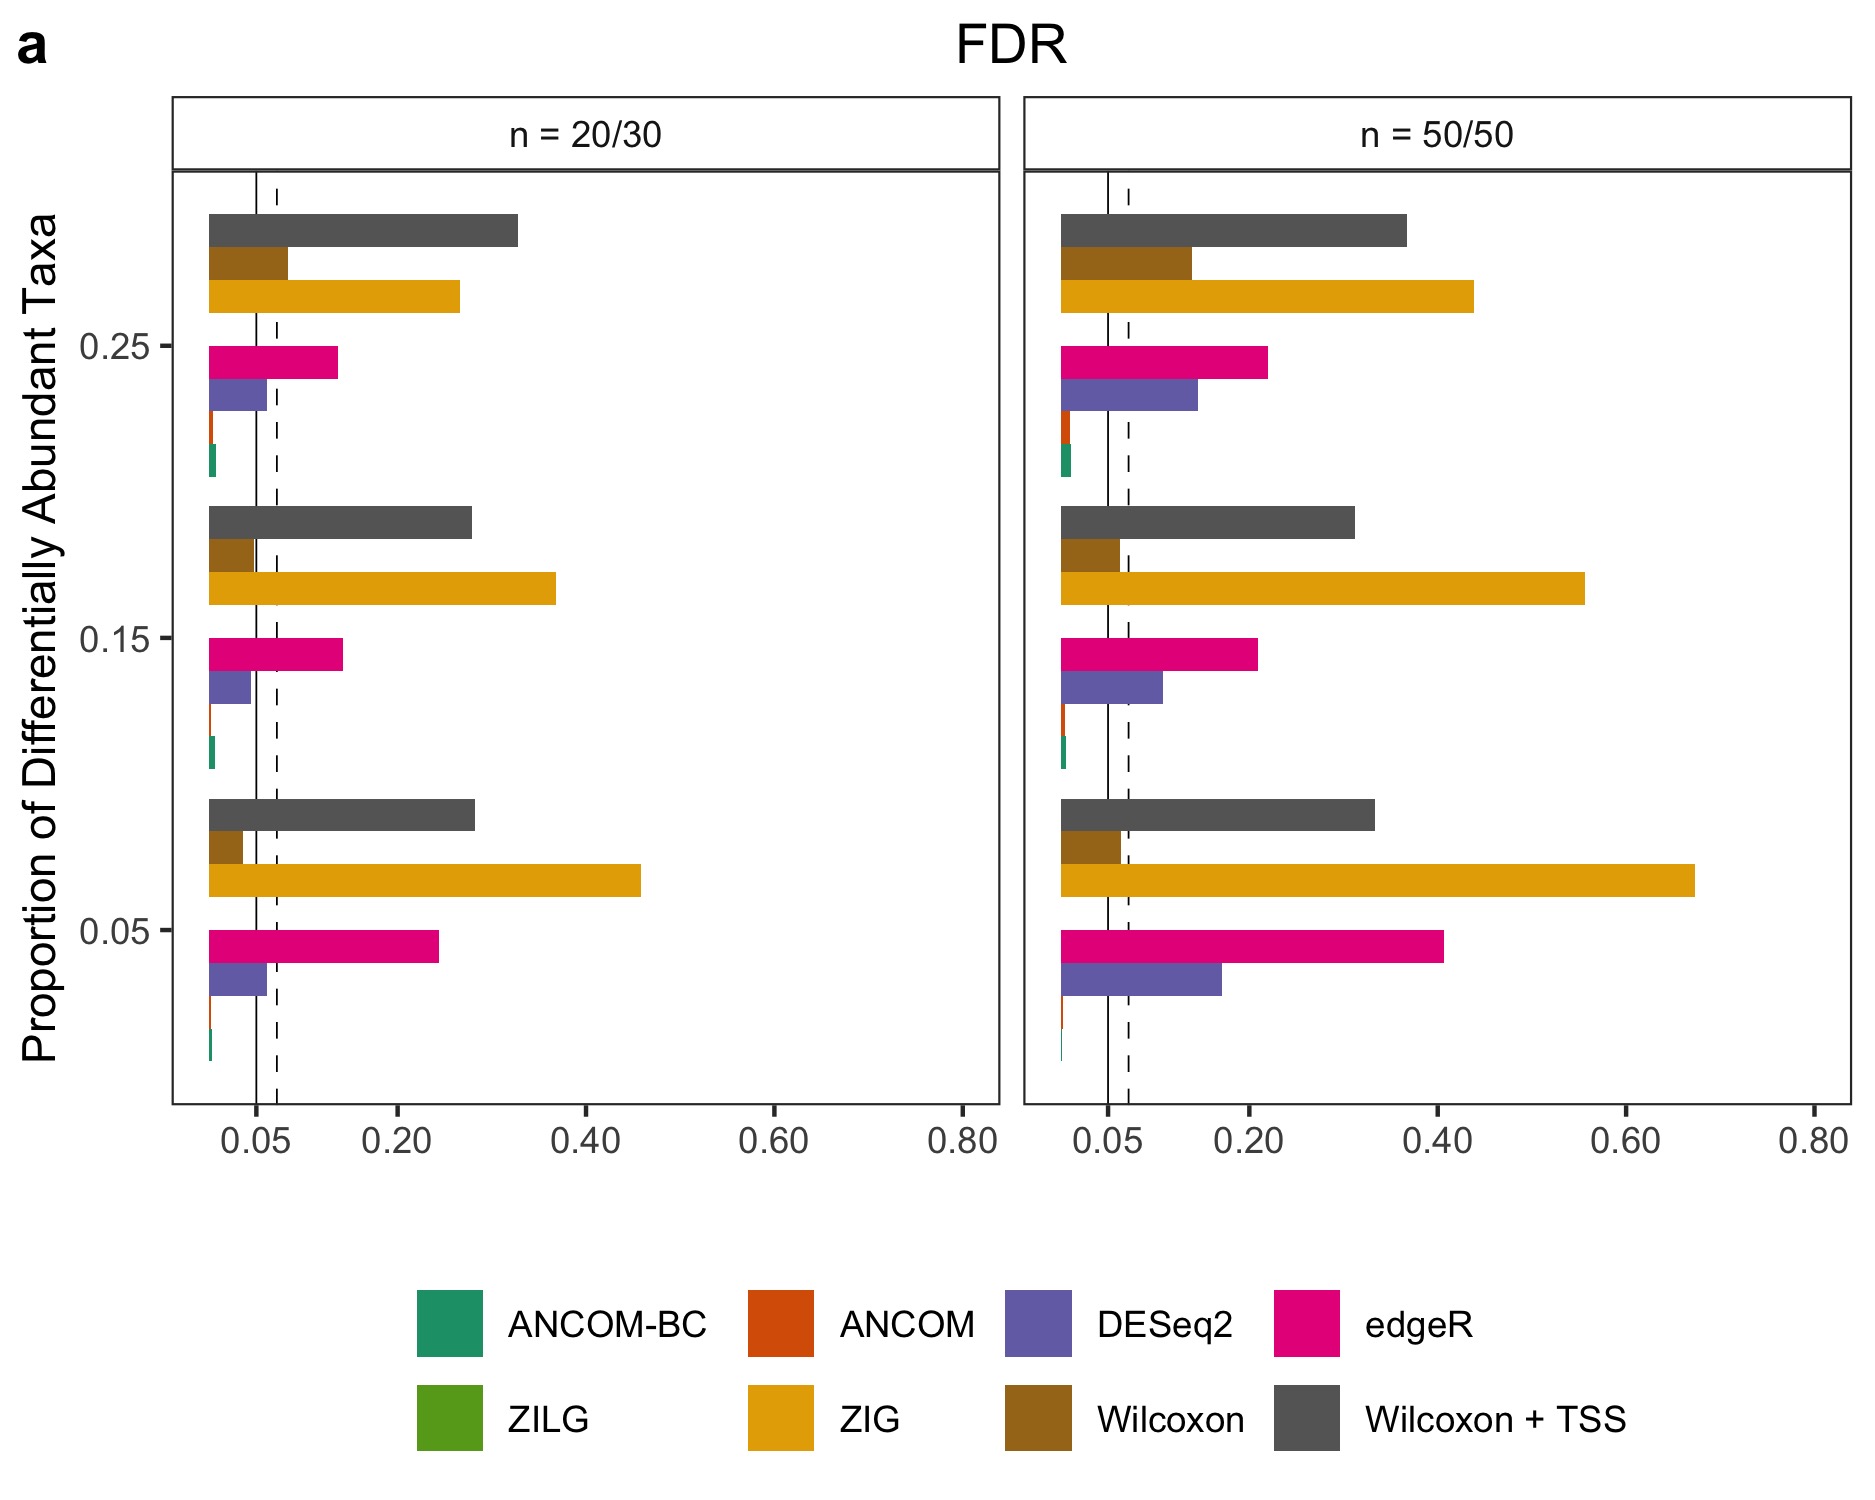 a
FDR
n = 20/30
n = 50/50
Proportion of Differentially Abundant Taxa
0.25
0.15
0.05
0.05 0.20 0.40 0.60 0.80
0.05 0.20 0.40 0.60 0.80
ANCOM-BC ANCOM DESeq2 edgeR
ZILG ZIG Wilcoxon Wilcoxon + TSS